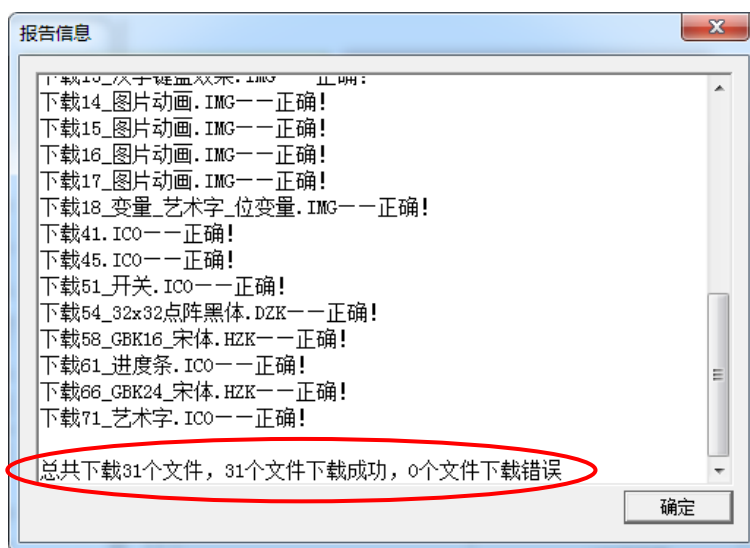 报告信息
下载14_图片动画.IMG——正确!
下载15_图片动画.IMG——正确!
下载16_图片动画.IMG——正确!
下载17_图片动画.IMG——正确!
下载18_变量_艺术字_位变量.IMG——正确!
下载41.ICO——正确!
下载45.ICO——正确!
下载51_开关.ICO——正确!
下载54_32x32点阵黑体.DZK——正确!
下载58_GBK16_宋体.HZK——正确!
下载61_进度条.ICO——正确!
下载66_GBK24_宋体.HZK——正确!
下载71_艺术字.ICO——正确!
总共下载31个文件，31个文件下载成功，0个文件下载错误
确定